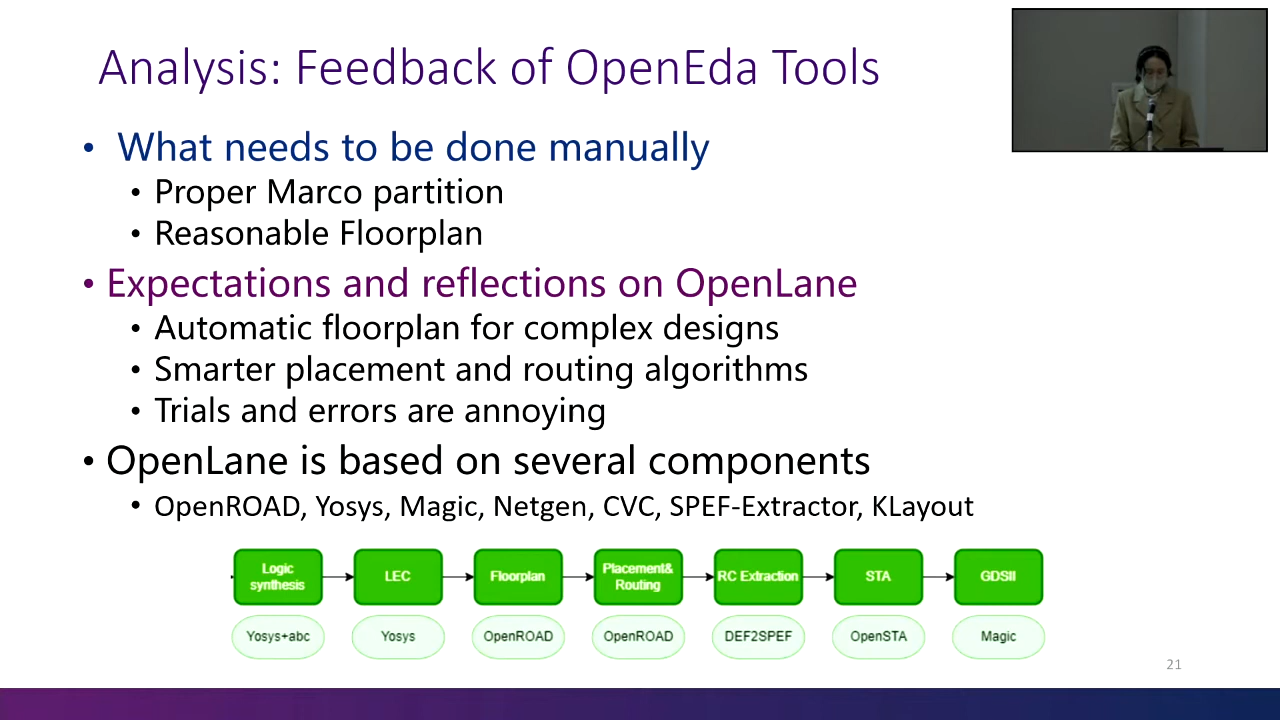 Analysis: Feedback of OpenEda Tools
• What needs to be done manually
• Proper Marco partition
• Reasonable Floorplan
• Expectations and reflections on OpenLane
• Automatic floorplan for complex designs
• Smarter placement and routing algorithms
• Trials and errors are annoying
• OpenLane is based on several components
• OpenROAD, Yosys, Magic, Netgen, CVC, SPEF-Extractor, KLayout
Logic
synthesis
LEC
Floorplan
Placement&
Routing
RC Extraction
STA
GDSII
Yosys+abc
Yosys
OpenROAD
OpenROAD
DEF2SPEF
OpenSTA
Magic
21